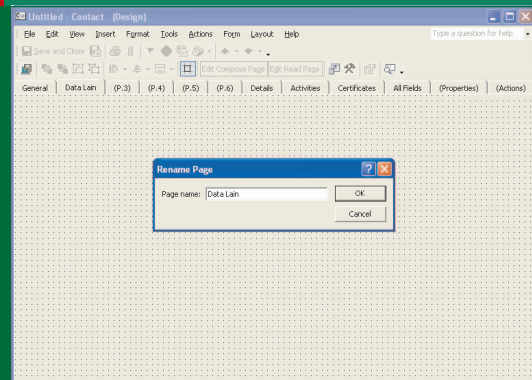 Untitled - Contact (Design)
File Edit View Insert Format Tools Actions Form Layout Help Type a question for help
Save and Close
Edit Compose Page Edit Read Page
General Data Lain (P.3) (P.4) (P.5) (P.6) Details Activities Certificates All Fields (Properties) (Actions)
Rename Page
Page name: Data Lain OK
Cancel